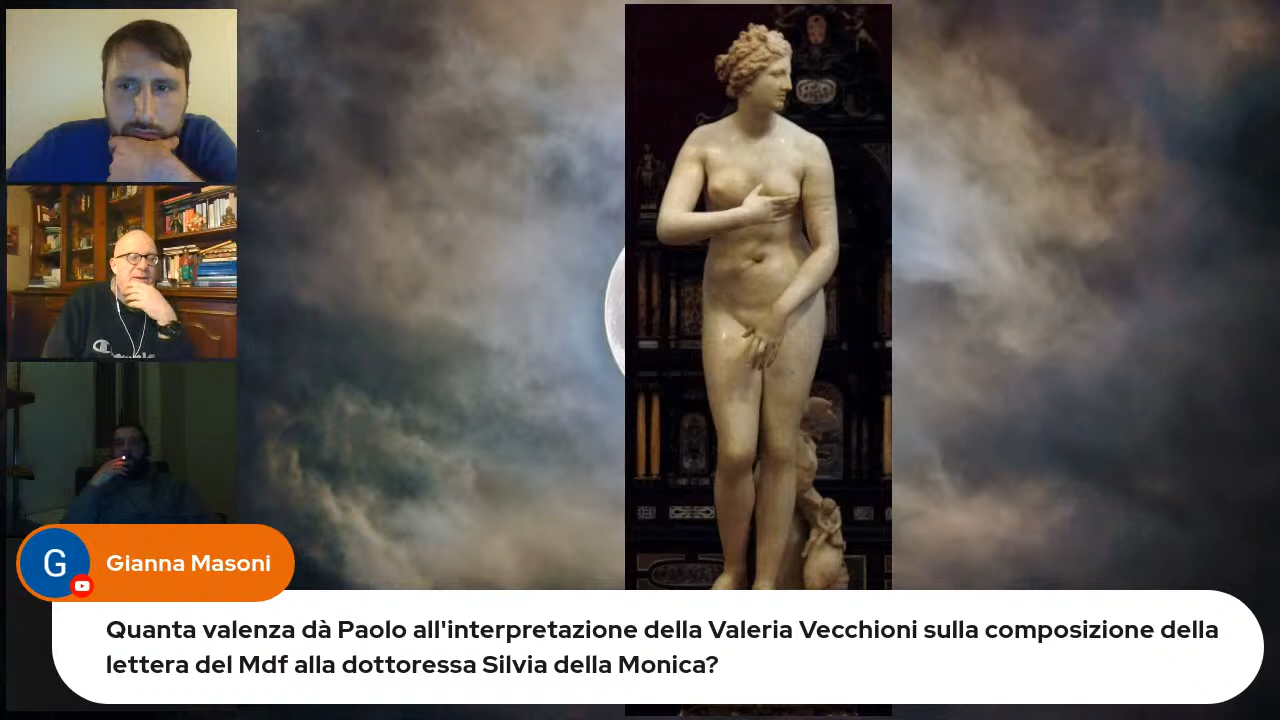 G
Gianna Masoni
Quanta valenza dà Paolo all'interpretazione della Valeria Vecchioni sulla composizione della
lettera del Mdf alla dottoressa Silvia della Monica?